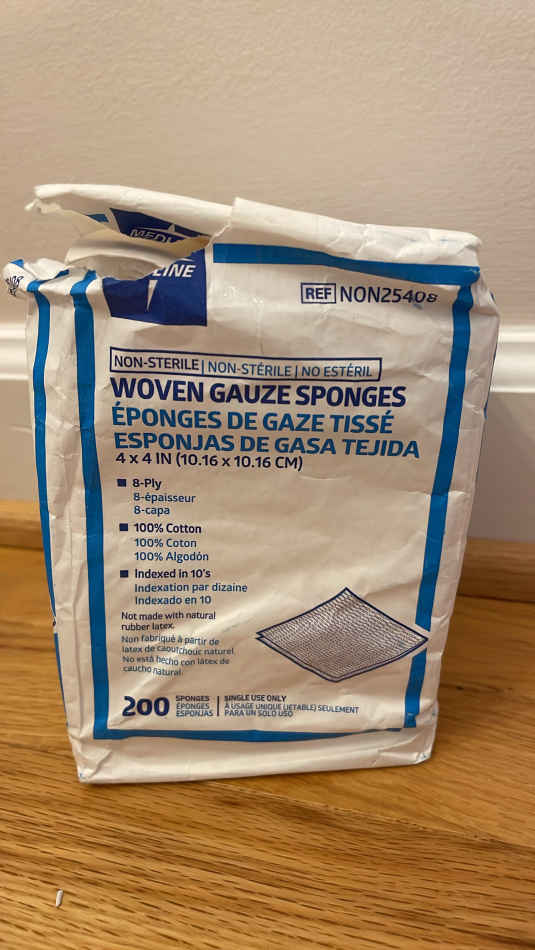 MEDLINE
REF NON25408
NON-STERILE | NON-STÉRILE | NO ESTÉRIL
WOVEN GAUZE SPONGES
ÉPONGES DE GAZE TISSÉ
ESPONJAS DE GASA TEJIDA
4 x 4 IN (10.16 x 10.16 CM)
8-Ply
8-épaisseur
8-capa
100% Cotton
100% Coton
100% Algodón
Indexed in 10's
Indexation par dizaine
Indexado en 10
Not made with natural
rubber latex.
Non fabriqué à partir de
latex de caoutchouc naturel.
No está hecho con látex de
caucho natural.
200 SPONGES
ÉPONGES
ESPONJAS
SINGLE USE ONLY
À USAGE UNIQUE (JETABLE) SEULEMENT
PARA UN SOLO USO